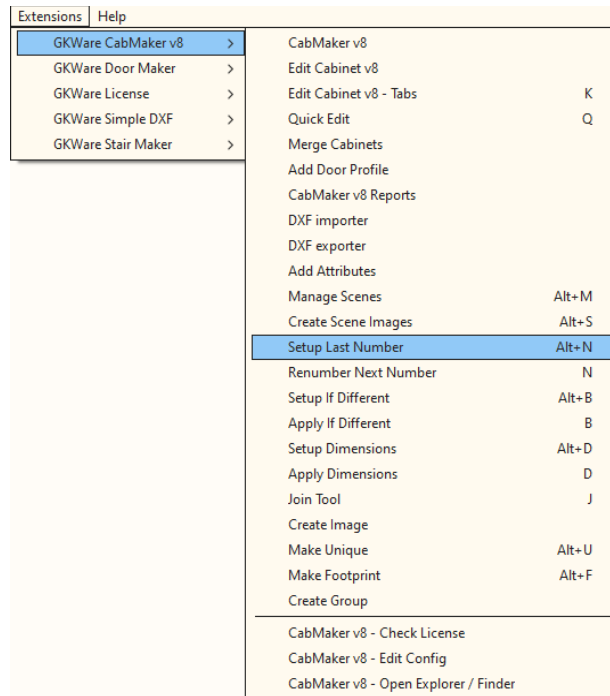 Extensions Help
GKWare CabMaker v8 >
GKWare Door Maker >
GKWare License >
GKWare Simple DXF >
GKWare Stair Maker >
CabMaker v8
Edit Cabinet v8
Edit Cabinet v8 - Tabs K
Quick Edit Q
Merge Cabinets
Add Door Profile
CabMaker v8 Reports
DXF importer
DXF exporter
Add Attributes
Manage Scenes Alt+M
Create Scene Images Alt+S
Setup Last Number Alt+N
Renumber Next Number N
Setup If Different Alt+B
Apply If Different B
Setup Dimensions Alt+D
Apply Dimensions D
Join Tool J
Create Image
Make Unique Alt+U
Make Footprint Alt+F
Create Group
CabMaker v8 - Check License
CabMaker v8 - Edit Config
CabMaker v8 - Open Explorer / Finder